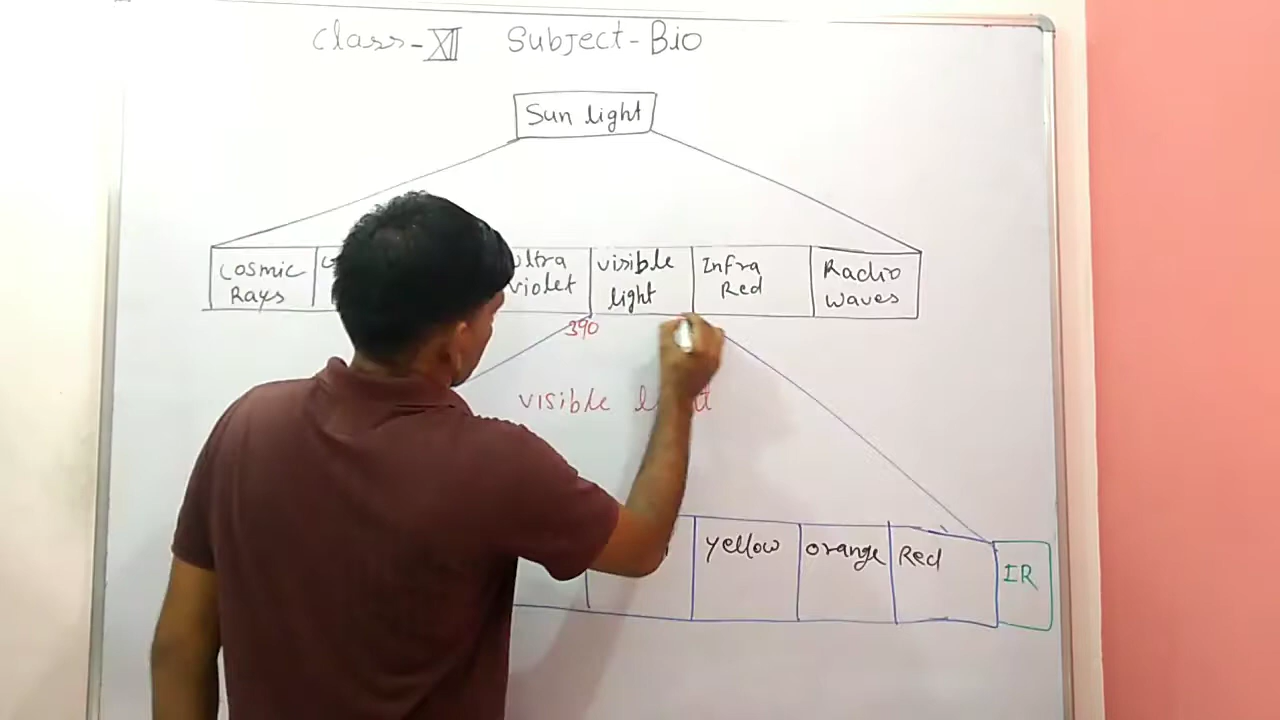 Class-XII Subject-Bio
Sun light
Cosmic Rays
violet
visible light
Infra Red
Radio waves
390
visible
yellow
orange
Red
IR